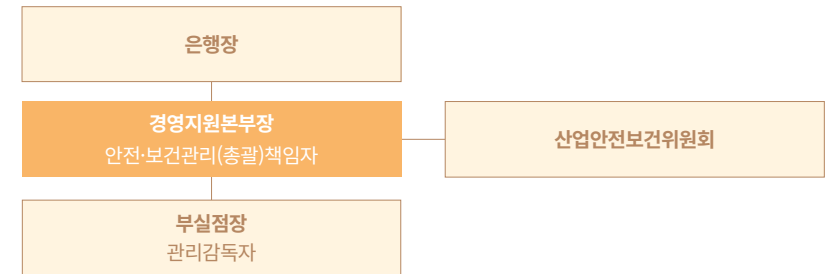 은행장
경영지원본부장
안전·보건관리(총괄)책임자
산업안전보건위원회
부실점장
관리감독자